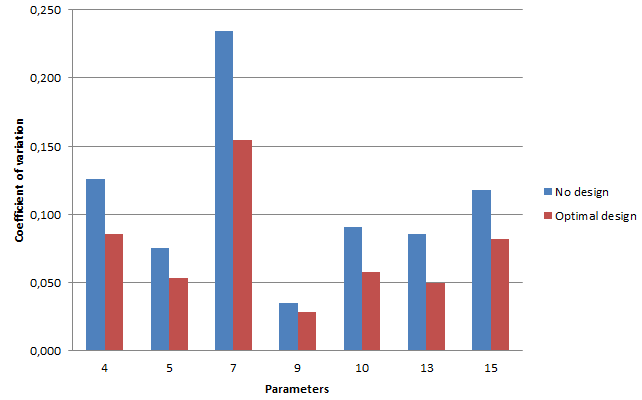 0,250
0,200
0,150
0,100
0,050
0,000
Coefficient of variation
4 5 7 9 10 13 15
Parameters
No design
Optimal design